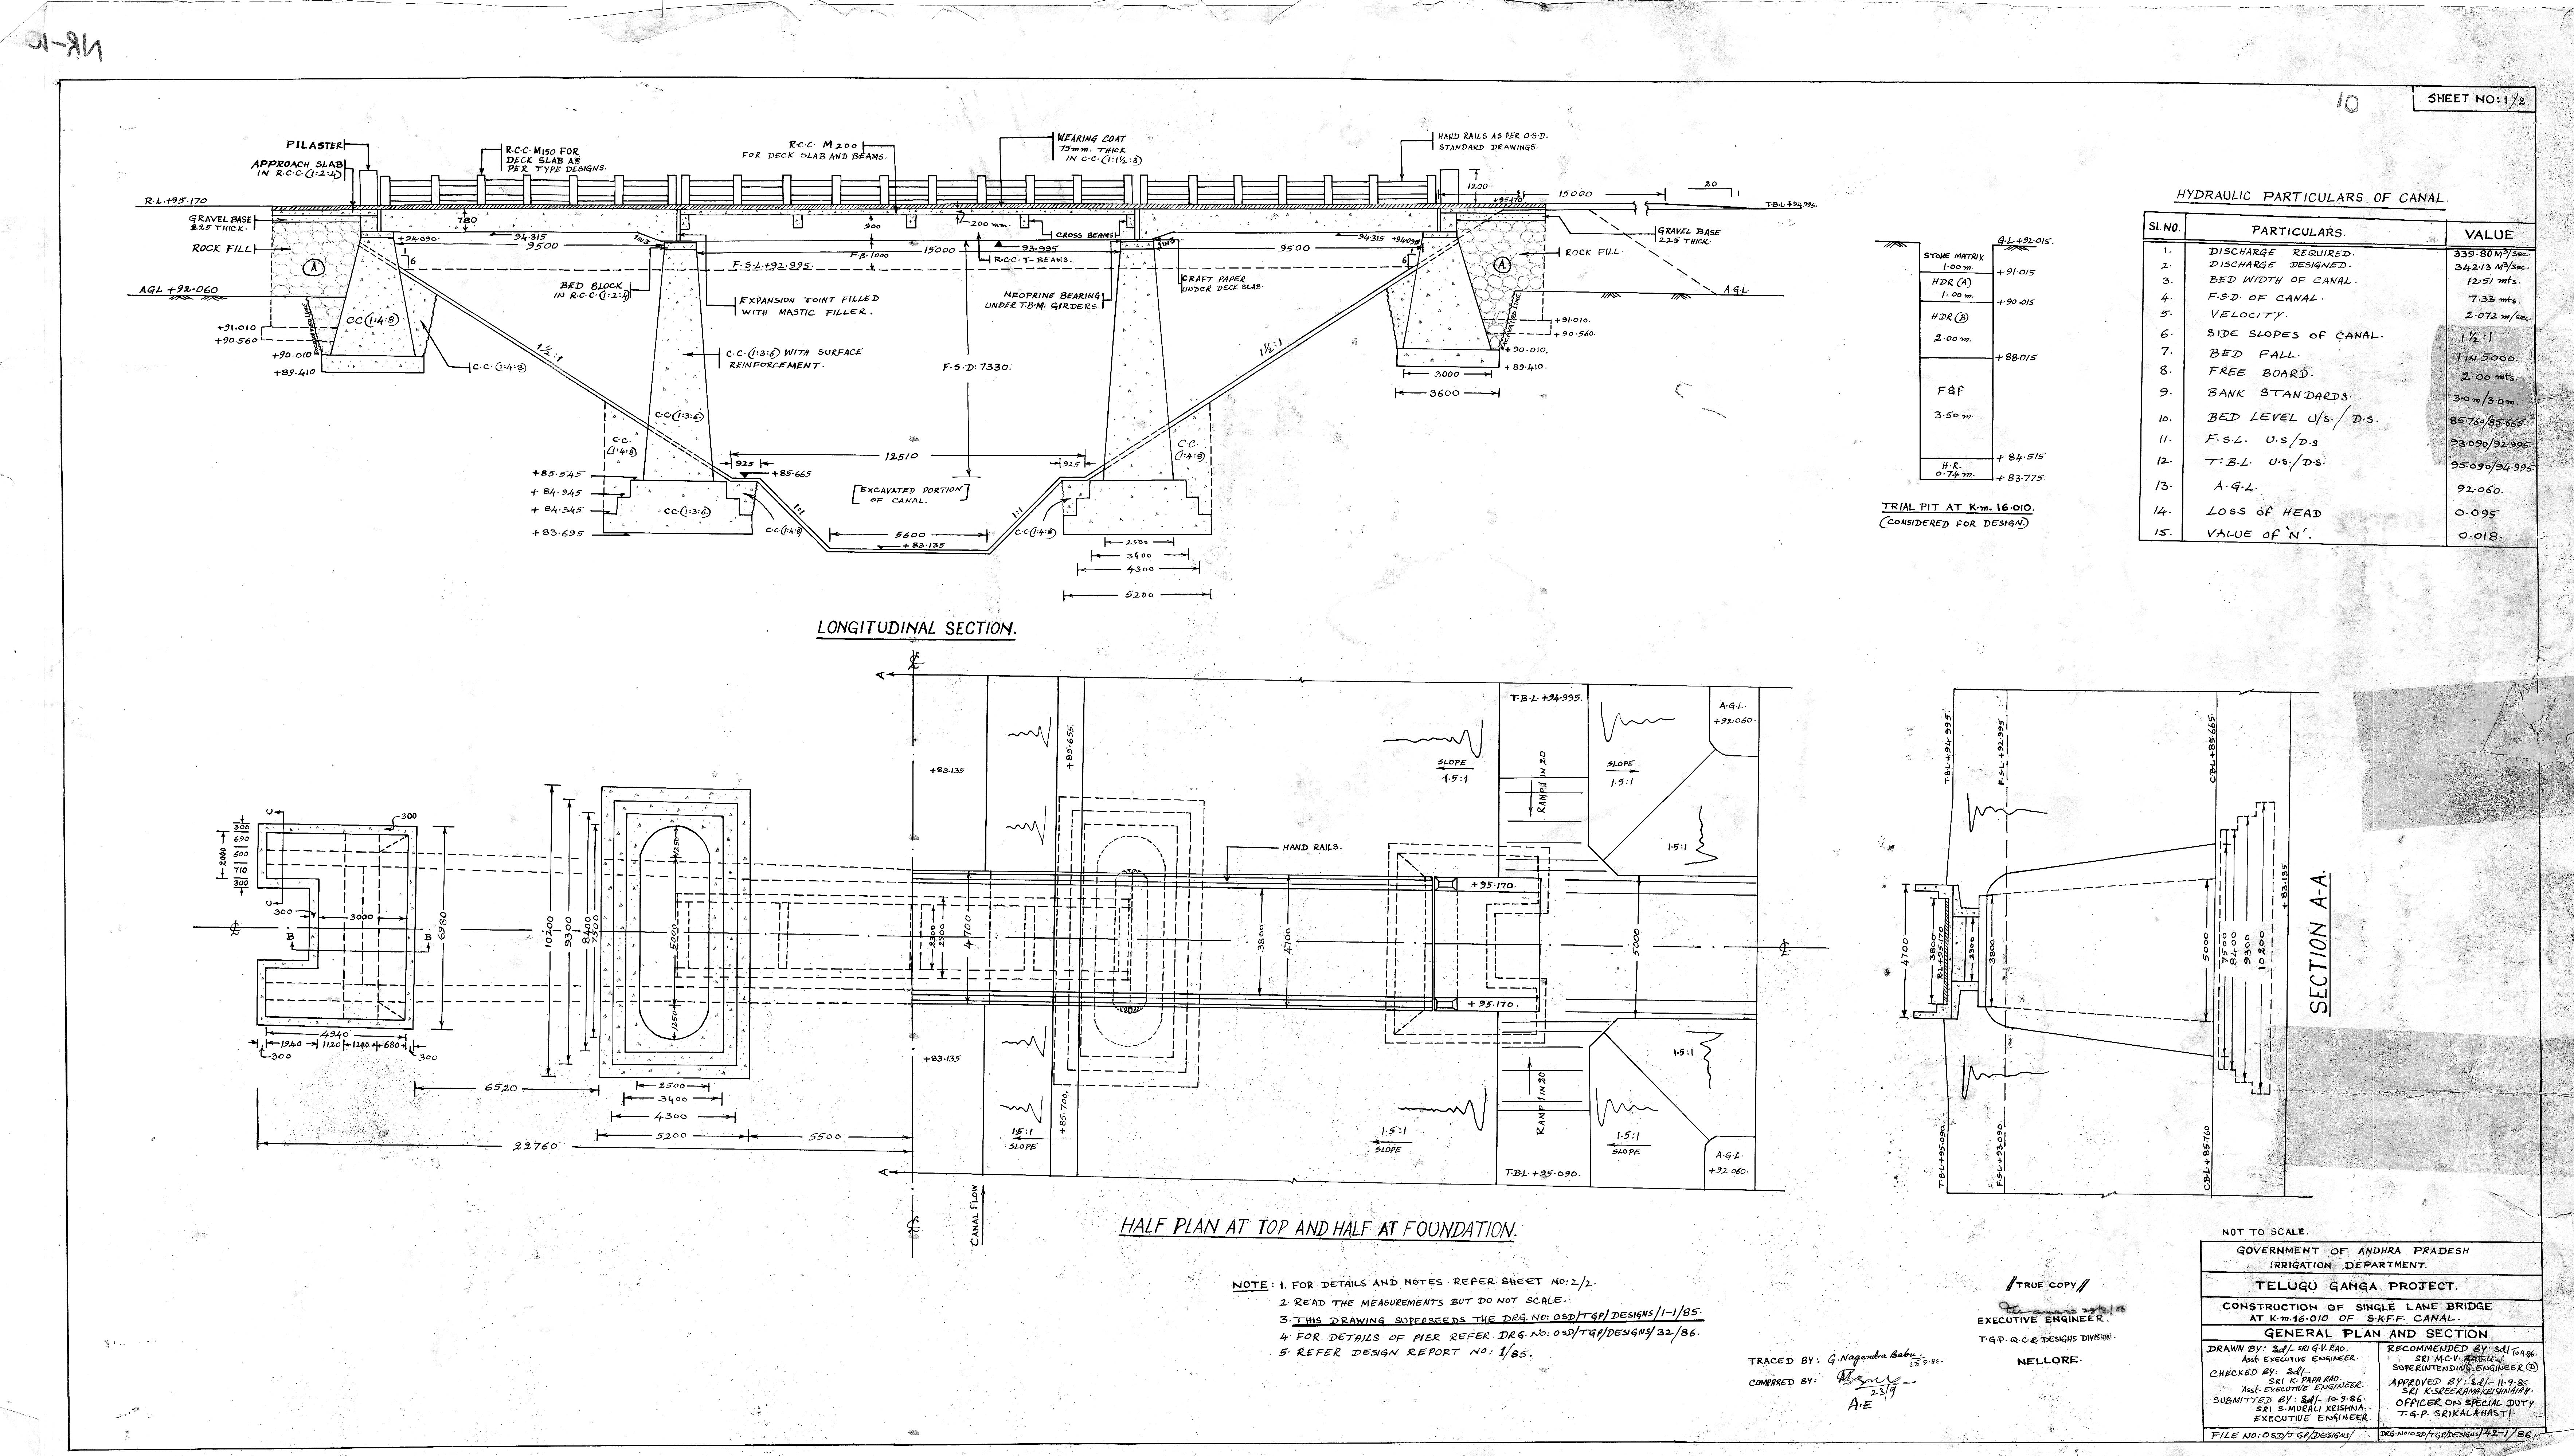 NR-K
10
SHEET NO: 1/2.
PILASTER
APPROACH SLAB
IN R.C.C.(1:2:4)
R.C.C. M150 FOR
DECK SLAB AS
PER TYPE DESIGNS.
R.C.C. M 200
FOR DECK SLAB AND BEAMS.
WEARING COAT
75mm. THICK
IN C.C.(1:1½:3)
HAND RAILS AS PER O.S.D.
STANDARD DRAWINGS.
R.L.+95.170
GRAVEL BASE
225 THICK.
ROCK FILL
A
AGL +92.060
+91.010
+90.560
+90.010
+89.410
EXCAVATED LINE
CC(1:4:8)
C.C.(1:4:8)
780
+94.090
94.315
9500
1IN3
1
6
F.S.L.+92.995
F.B.1000
900
15000
200 mm.
CROSS BEAMS
93.995
R.C.C. T-BEAMS.
BED BLOCK
IN R.C.C.(1:2:4)
EXPANSION JOINT FILLED
WITH MASTIC FILLER.
NEOPRINE BEARING
UNDER T.B.M. GIRDERS.
CRAFT PAPER
UNDER DECK SLAB.
1IN3
9500
94.315 +94.090
6
1200
+95.170
15000
20
1
T.B.L +94.995.
GRAVEL BASE
225 THICK.
ROCK FILL.
A
A.G.L
EXCAVATED LINE
+91.010.
+90.560.
+90.010.
+89.410.
3000
3600
1½:1
1½:1
C.C.(1:3:6) WITH SURFACE
REINFORCEMENT.
F.S.D:7330.
CC(1:3:6)
C.C.
(1:4:8)
C.C.
(1:4:8)
12510
925
925
+85.665
+85.545
+84.945
+84.345
+83.695
EXCAVATED PORTION
OF CANAL.
CC(1:3:6)
1:1
1:1
CC(1:4:8)
C.C(1:4:8)
5600
+83.135
2500
3400
4300
5200
LONGITUDINAL SECTION.
G.L+92.015.
STONE MATRIX
1.00m.
+91.015
HDR (A)
1.00m.
+90.015
HDR (B)
2.00m.
+88.015
F&F
3.50m.
+84.515
H.R.
0.74m.
+83.775.
TRIAL PIT AT K.m. 16.010.
(CONSIDERED FOR DESIGN.)
HYDRAULIC PARTICULARS OF CANAL.
SI.NO. PARTICULARS. VALUE
1. DISCHARGE REQUIRED. 339.80 M³/Sec.
2. DISCHARGE DESIGNED. 342.13 M³/Sec.
3. BED WIDTH OF CANAL. 12.51 mts.
4. F.S.D. OF CANAL. 7.33 mts.
5. VELOCITY. 2.072 m/sec
6. SIDE SLOPES OF CANAL. 1½:1
7. BED FALL. 1 IN 5000.
8. FREE BOARD. 2.00 mts.
9. BANK STANDARDS. 3.0m/3.0m.
10. BED LEVEL U/S./D.S. 85.760/85.665.
11. F.S.L. U.S/D.S 93.090/92.995
12. T.B.L. U.S./D.S. 95.090/94.995
13. A.G.L. 92.060.
14. LOSS OF HEAD 0.095
15. VALUE OF 'N'. 0.018.
A
+83.135
+85.655.
SLOPE
1.5:1
T.B.L +94.995.
RAMP 1 IN 20
SLOPE
1.5:1
A.G.L.
+92.060.
1.5:1
HAND RAILS.
+95.170.
+95.170.
5000
3800
4700
2300
2900
4700
300
690
600
710
300
2000
C
C
300
300
3000
B
B
6980
4940
1940
1120
1200
680
300
300
10200
9300
8400
7500
1250
5000
1250
6520
2500
3400
4300
5200
5500
22760
+83.135
+85.700.
1.5:1
SLOPE
1.5:1
SLOPE
RAMP 1 IN 20
1.5:1
SLOPE
1.5:1
A.G.L
+92.060.
T.B.L. +95.090.
A
CANAL FLOW
HALF PLAN AT TOP AND HALF AT FOUNDATION.
T.B.L +94.995
F.S.L +92.995
C.B.L +85.665.
4700
3800
R.L+95.170
2300
3800
5000
7500
8400
9300
10200
+83.135
T.B.L +95.090.
F.S.L +93.090.
C.B.L +85.760
SECTION A-A.
NOTE: 1. FOR DETAILS AND NOTES REFER SHEET NO: 2/2.
2. READ THE MEASUREMENTS BUT DO NOT SCALE.
3. THIS DRAWING SUPERSEEDS THE DRG. NO: OSD/TGP/DESIGNS/1-1/85.
4. FOR DETAILS OF PIER REFER DRG. NO: OSD/TGP/DESIGNS/32/86.
5. REFER DESIGN REPORT NO: 1/85.
TRACED BY: G. Nagendra Babu.
23.9.86.
COMPARED BY:
23/9
A.E
//TRUE COPY//
EXECUTIVE ENGINEER.
T.G.P. Q.C & DESIGNS DIVISION.
NELLORE.
NOT TO SCALE.
GOVERNMENT OF ANDHRA PRADESH
IRRIGATION DEPARTMENT.
TELUGU GANGA PROJECT.
CONSTRUCTION OF SINGLE LANE BRIDGE
AT K.m.16.010 OF S.K.F.F. CANAL.
GENERAL PLAN AND SECTION
DRAWN BY: Sd/- SRI G.V. RAO.
Asst EXECUTIVE ENGINEER.
CHECKED BY: Sd/-
SRI K. PAPA RAO.
Asst. EXECUTIVE ENGINEER.
SUBMITTED BY: Sd/- 10.9.86.
SRI S. MURALI KRISHNA.
EXECUTIVE ENGINEER.
RECOMMENDED BY: Sd/ 10.9.86.
SRI M.C.V.
SUPERINTENDING ENGINEER (D)
APPROVED BY: Sd/- 11.9.86
SRI K. SREERAMAKRISHNAIAH.
OFFICER ON SPECIAL DUTY
T.G.P. SRIKALAHASTI.
FILE NO: OSD/TGP/DESIGNS/
DRG.NO:OSD/TGP/DESIGNS/42-1/86.